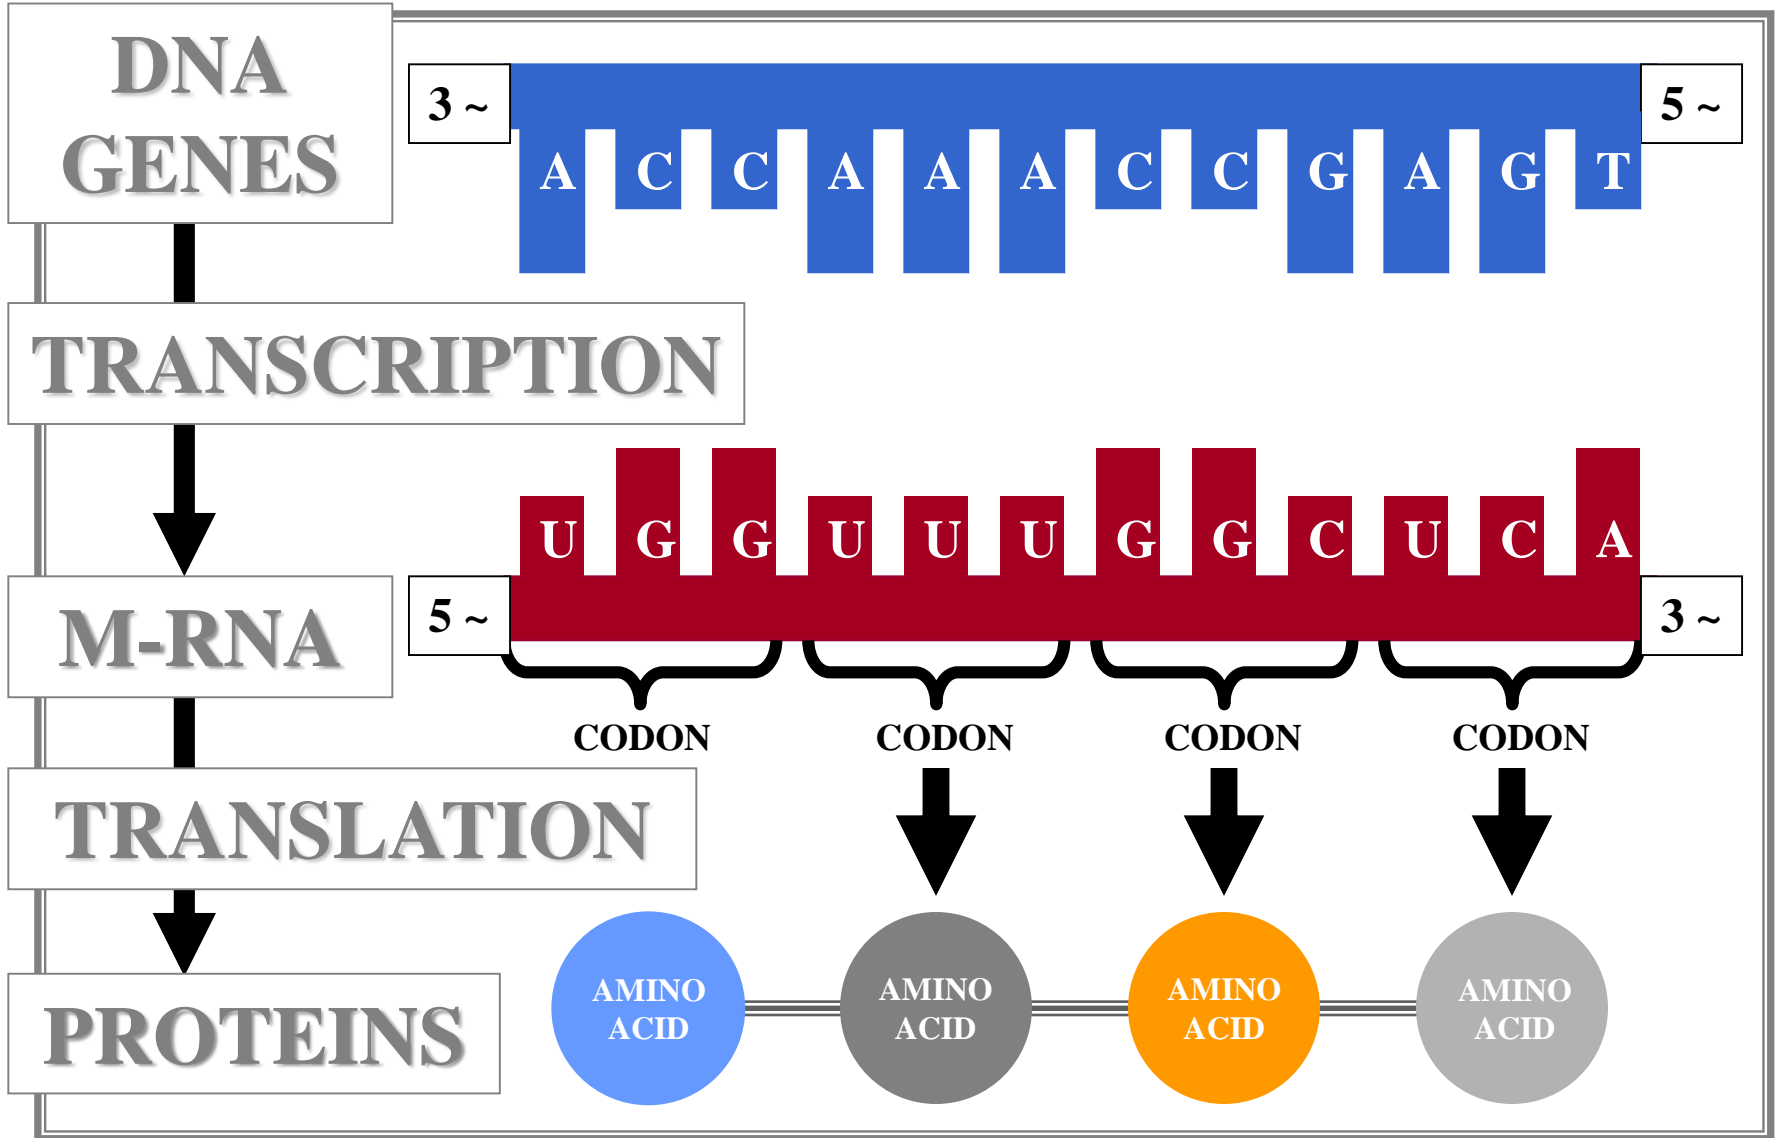 DNA
GENES
3 ~
5 ~
A C C A A A C C G A G T
TRANSCRIPTION
U G G U U U G G C U C A
M-RNA
5 ~
3 ~
CODON CODON CODON CODON
TRANSLATION
PROTEINS
AMINO
ACID
AMINO
ACID
AMINO
ACID
AMINO
ACID